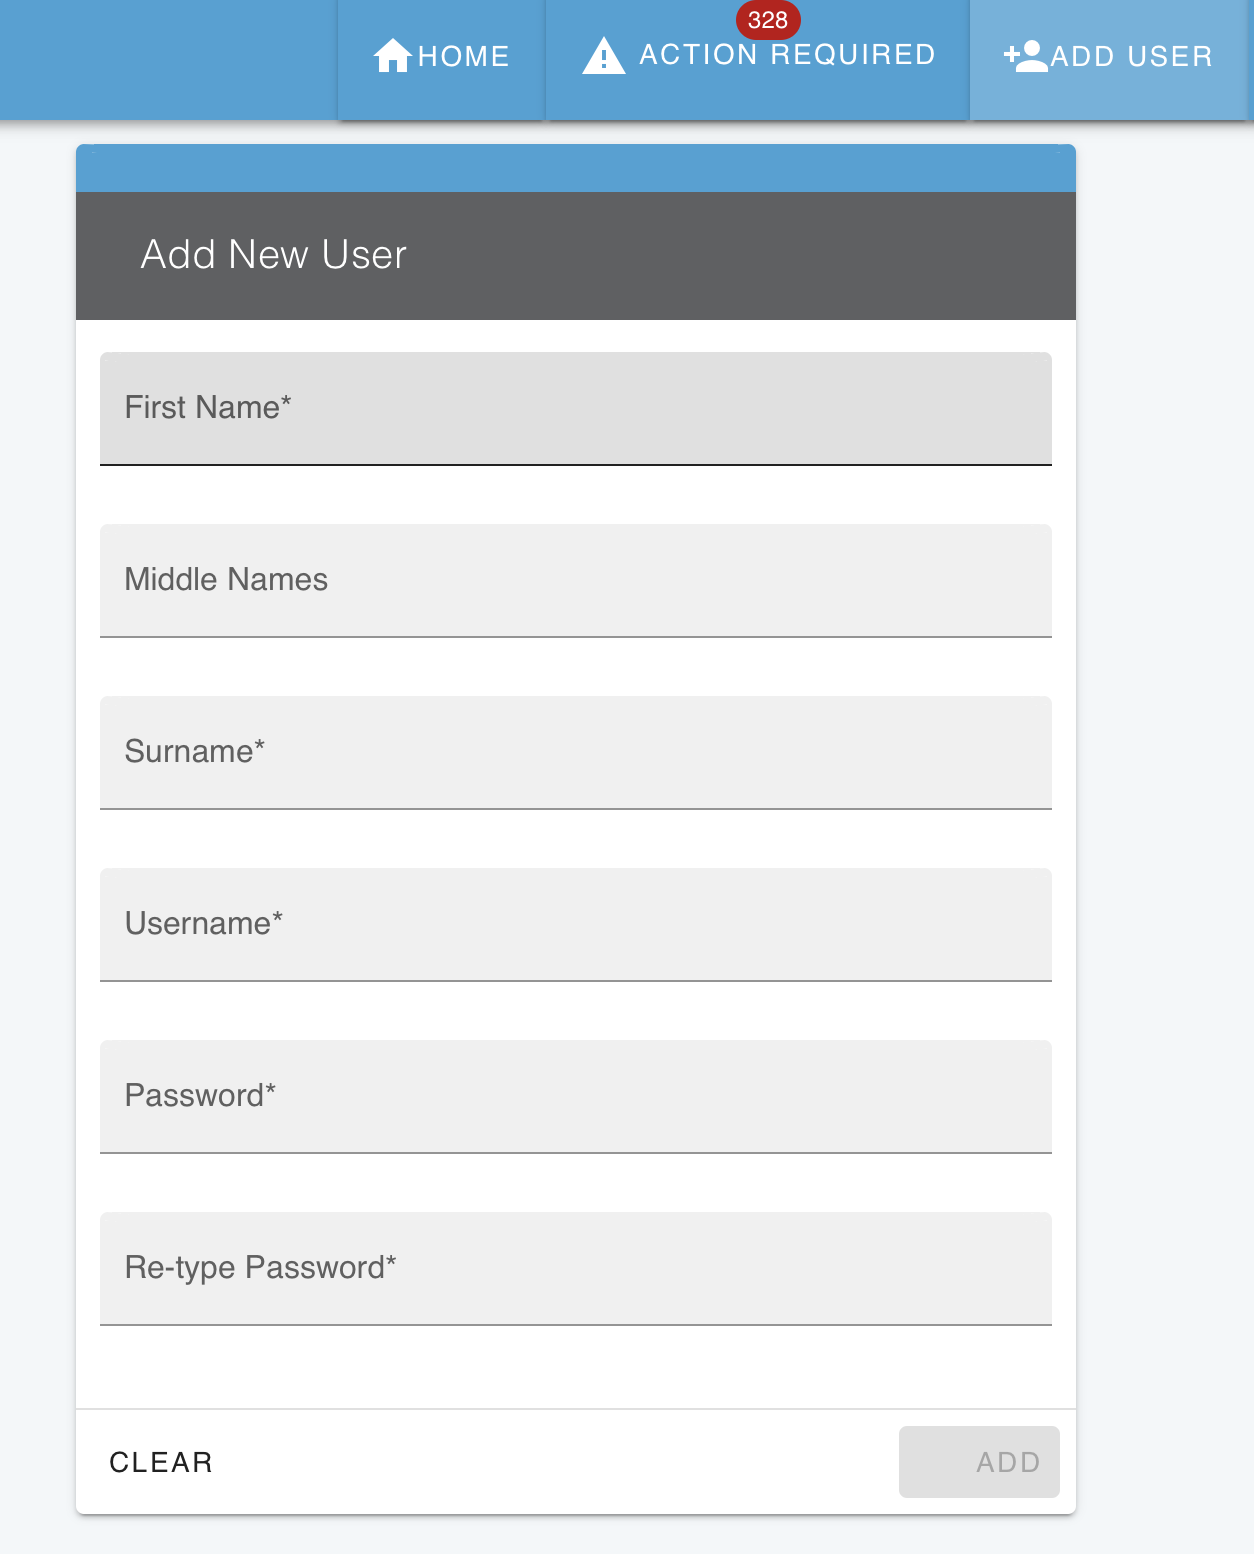 328
HOME
ACTION REQUIRED
ADD USER
Add New User
First Name*
Middle Names
Surname*
Username*
Password*
Re-type Password*
CLEAR
ADD